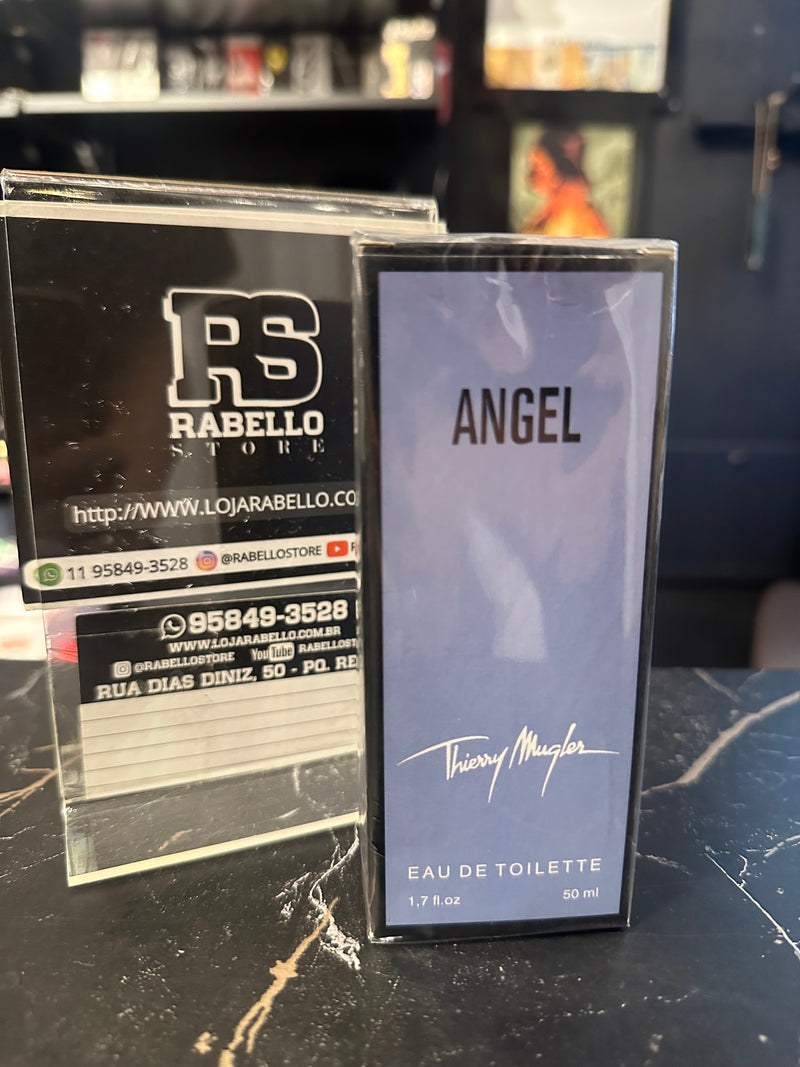 RS
RABELLO
STORE
http://WWW.LOJARABELLO.CO
11 95849-3528 @RABELLOSTORE
95849-3528
WWW.LOJARABELLO.COM.BR
@RABELLOSTORE YouTube RABELLOST
RUA DIAS DINIZ, 50 - PQ. RE
ANGEL
Thierry Mugler
EAU DE TOILETTE
1,7 fl.oz 50 ml